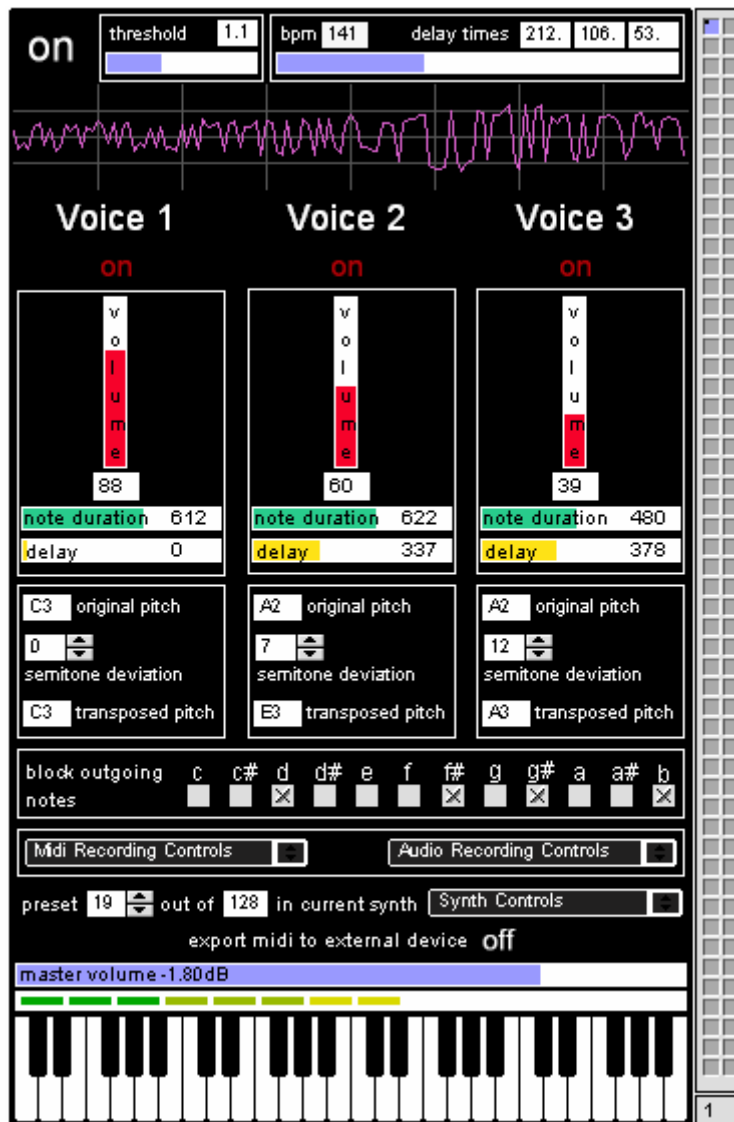 on threshold 1.1 bpm 141 delay times 212. 106. 53.
Voice 1 Voice 2 Voice 3
on on on
volume volume volume
88 60 39
note duration 612 note duration 622 note duration 480
delay 0 delay 337 delay 378
C3 original pitch A2 original pitch A2 original pitch
0 7 12
semitone deviation semitone deviation semitone deviation
C3 transposed pitch E3 transposed pitch A3 transposed pitch
block outgoing c c# d d# e f f# g g# a a# b
notes
Midi Recording Controls Audio Recording Controls
preset 19 out of 128 in current synth Synth Controls
export midi to external device off
master volume -1.80dB
1